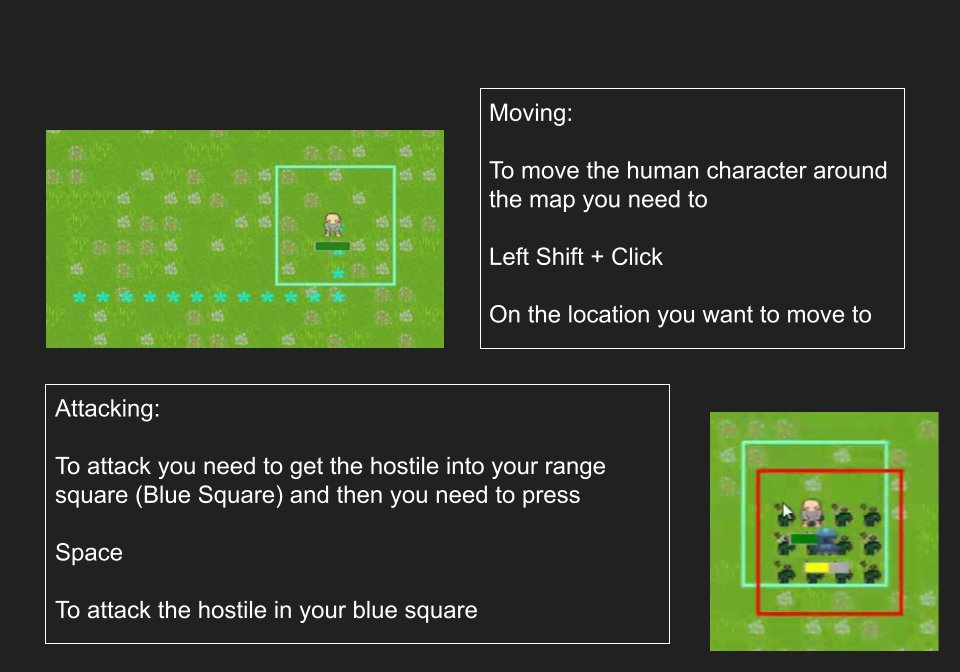 Moving:
To move the human character around
the map you need to
Left Shift + Click
On the location you want to move to
Attacking:
To attack you need to get the hostile into your range
square (Blue Square) and then you need to press
Space
To attack the hostile in your blue square